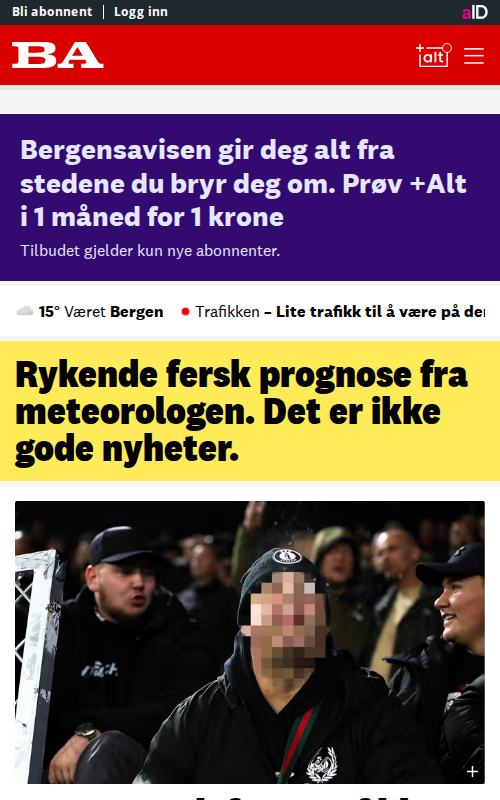 Bli abonnent | Logg inn
aID
BA
+alt
Bergensavisen gir deg alt fra
stedene du bryr deg om. Prøv +Alt
i 1 måned for 1 krone
Tilbudet gjelder kun nye abonnenter.
15° Været Bergen
Trafikken – Lite trafikk til å være på
Rykende fersk prognose fra
meteorologen. Det er ikke
gode nyheter.